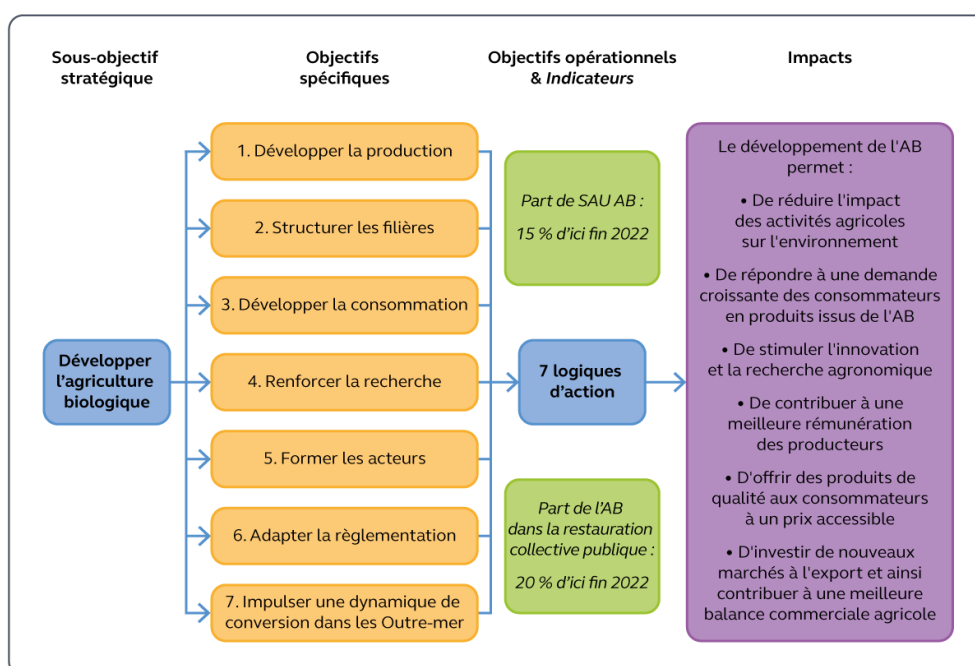 Sous-objectif
stratégique
Objectifs
spécifiques
Objectifs opérationnels
& Indicateurs
Impacts
Développer
l'agriculture
biologique
1. Développer la production
2. Structurer les filières
3. Développer la consommation
4. Renforcer la recherche
5. Former les acteurs
6. Adapter la règlementation
7. Impulser une dynamique de
conversion dans les Outre-mer
Part de SAU AB :
15 % d'ici fin 2022
7 logiques
d'action
Part de l'AB
dans la restauration
collective publique :
20 % d'ici fin 2022
Le développement de l'AB
permet :
• De réduire l'impact
des activités agricoles
sur l'environnement
• De répondre à une demande
croissante des consommateurs
en produits issus de l'AB
• De stimuler l'innovation
et la recherche agronomique
• De contribuer à une
meilleure rémunération
des producteurs
• D'offrir des produits de
qualité aux consommateurs
à un prix accessible
• D'investir de nouveaux
marchés à l'export et ainsi
contribuer à une meilleure
balance commerciale agricole